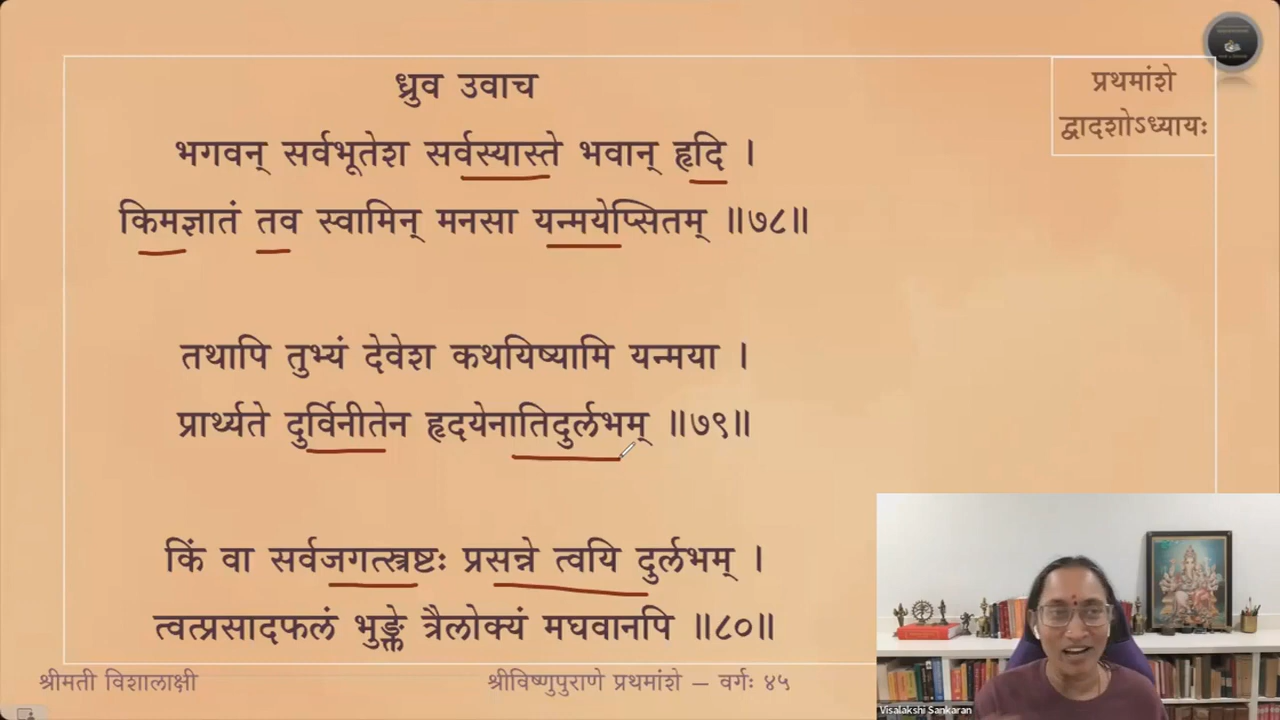 ध्रुव उवाच
प्रथमांशे
द्वादशोऽध्यायः
भगवन् सर्वभूतेश सर्वस्यास्ते भवान् हृदि ।
किमज्ञातं तव स्वामिन् मनसा यन्मयेप्सितम् ॥७८॥
तथापि तुभ्यं देवेश कथयिष्यामि यन्मया ।
प्रार्थ्यते दुर्विनीतेन हृदयेनातिदुर्लभम् ॥७९॥
किं वा सर्वजगत्स्रष्टः प्रसन्ने त्वयि दुर्लभम् ।
त्वत्प्रसादफलं भुङ्क्ते त्रैलोक्यं मघवानपि ॥८०॥
श्रीमती विशालाक्षी
श्रीविष्णुपुराणे प्रथमांशे – वर्गः ४५
Visalakshi Sankaran